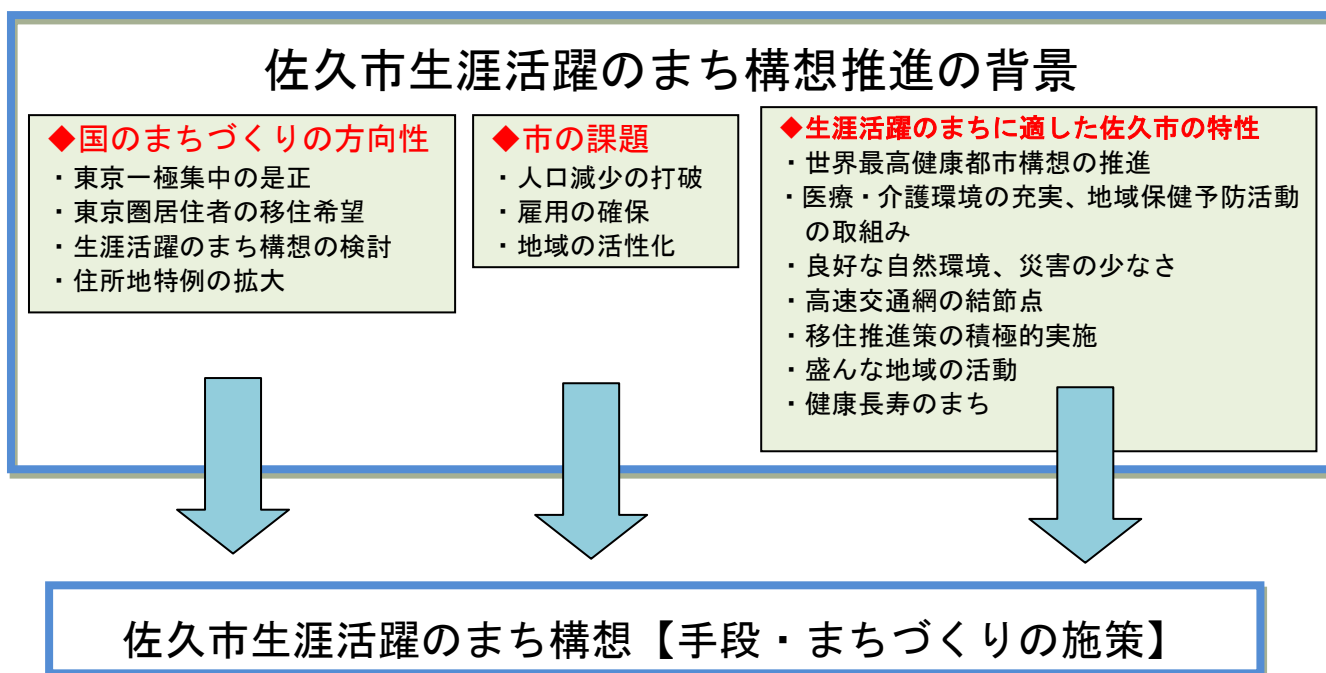 佐久市生涯活躍のまち構想推進の背景
◆国のまちづくりの方向性
・東京一極集中の是正
・東京圏居住者の移住希望
・生涯活躍のまち構想の検討
・住所地特例の拡大
◆市の課題
・人口減少の打破
・雇用の確保
・地域の活性化
◆生涯活躍のまちに適した佐久市の特性
・世界最高健康都市構想の推進
・医療・介護環境の充実、地域保健予防活動
の取組み
・良好な自然環境、災害の少なさ
・高速交通網の結節点
・移住推進策の積極的実施
・盛んな地域の活動
・健康長寿のまち
佐久市生涯活躍のまち構想【手段・まちづくりの施策】